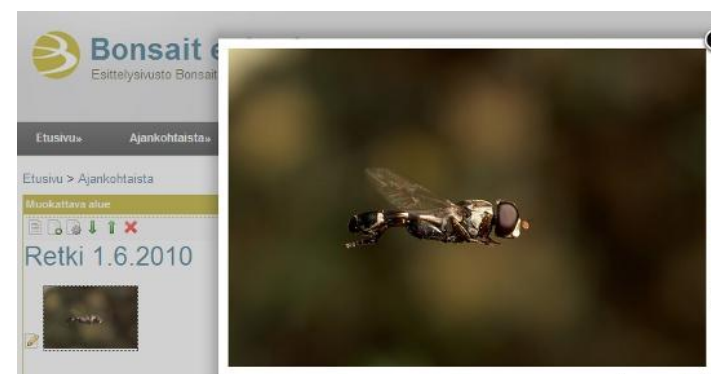 Bonsait
Esittelysivusto Bonsait
Etusivu» Ajankohtaista»
Etusivu > Ajankohtaista
Muokattava alue
Retki 1.6.2010